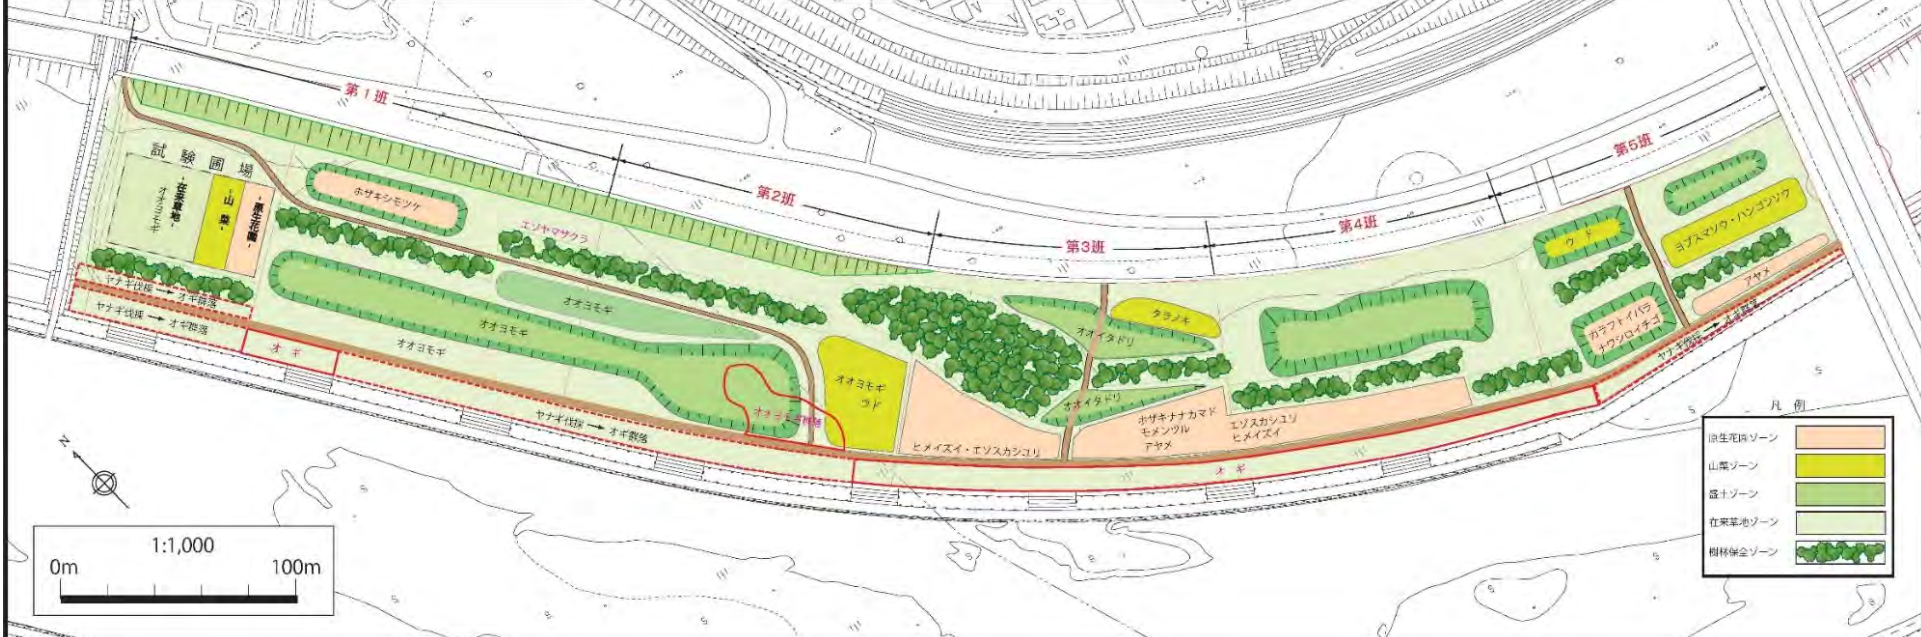 第1班
第2班
第3班
第4班
第5班
試験圃場
-在来草地-
オオヨモギ
-山菜-
-原生花園-
ホザキシモツケ
エゾヤマザクラ
オオヨモギ
オオヨモギ
オオヨモギ
ヤナギ伐採 → オギ群落
ヤナギ伐採 → オギ群落
オギ
ヤナギ伐採 → オギ群落
オオヨモギ群落
オオヨモギ
ウド
ヒメイズイ・エゾスカシユリ
オオイタドリ
オオイタドリ
タラノキ
ホザキナナカマド
モメンヅル
アヤメ
エゾスカシユリ
ヒメイズイ
オギ
ウド
ヨブスマソウ・ハンゴンソウ
アヤメ
カラフトイバラ
ナワシロイチゴ
ヤナギ伐採 → オギ群落
N
1:1,000
0m 100m
凡例
原生花園ゾーン
山菜ゾーン
盛土ゾーン
在来草地ゾーン
樹林保全ゾーン